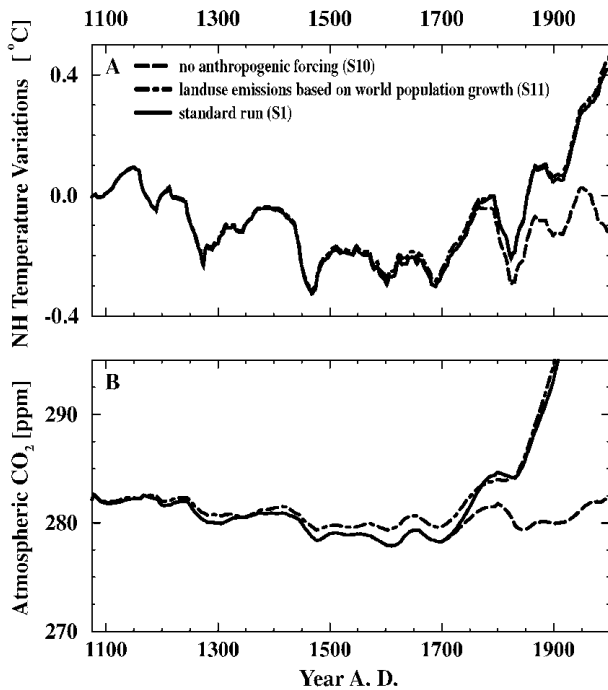 1100 1300 1500 1700 1900
NH Temperature Variations [°C]
0.4
0.0
-0.4
A
no anthropogenic forcing (S10)
landuse emissions based on world population growth (S11)
standard run (S1)
Atmospheric CO2 [ppm]
290
280
270
B
1100 1300 1500 1700 1900
Year A. D.